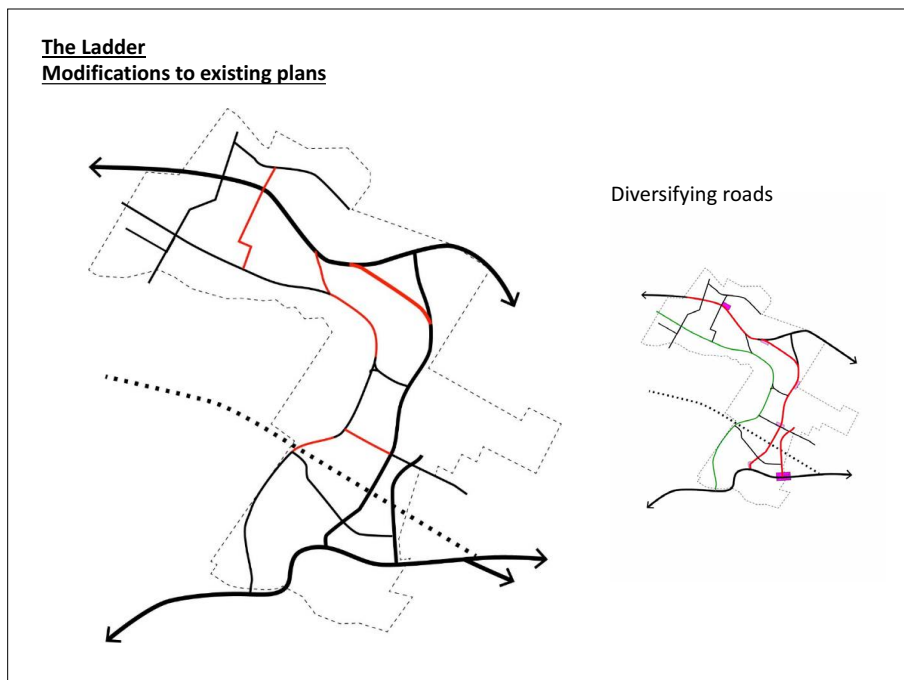 The Ladder
Modifications to existing plans
Diversifying roads